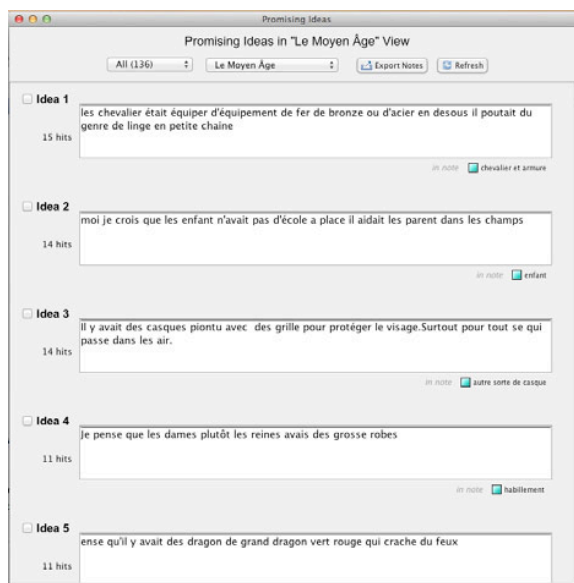 Promising Ideas
Promising Ideas in "Le Moyen Âge" View
All (136) Le Moyen Âge Export Notes Refresh
Idea 1
les chevalier était équiper d'équipement de fer de bronze ou d'acier en desous il poutait du
genre de linge en petite chaine
15 hits
in note chevalier et armure
Idea 2
moi je crois que les enfant n'avait pas d'école a place il aidait les parent dans les champs
14 hits
in note enfant
Idea 3
Il y avait des casques piontu avec des grille pour protéger le visage.Surtout pour tout se qui
passe dans les air.
14 hits
in note autre sorte de casque
Idea 4
Je pense que les dames plutôt les reines avais des grosse robes
11 hits
in note habillement
Idea 5
ense qu'il y avait des dragon de grand dragon vert rouge qui crache du feux
11 hits